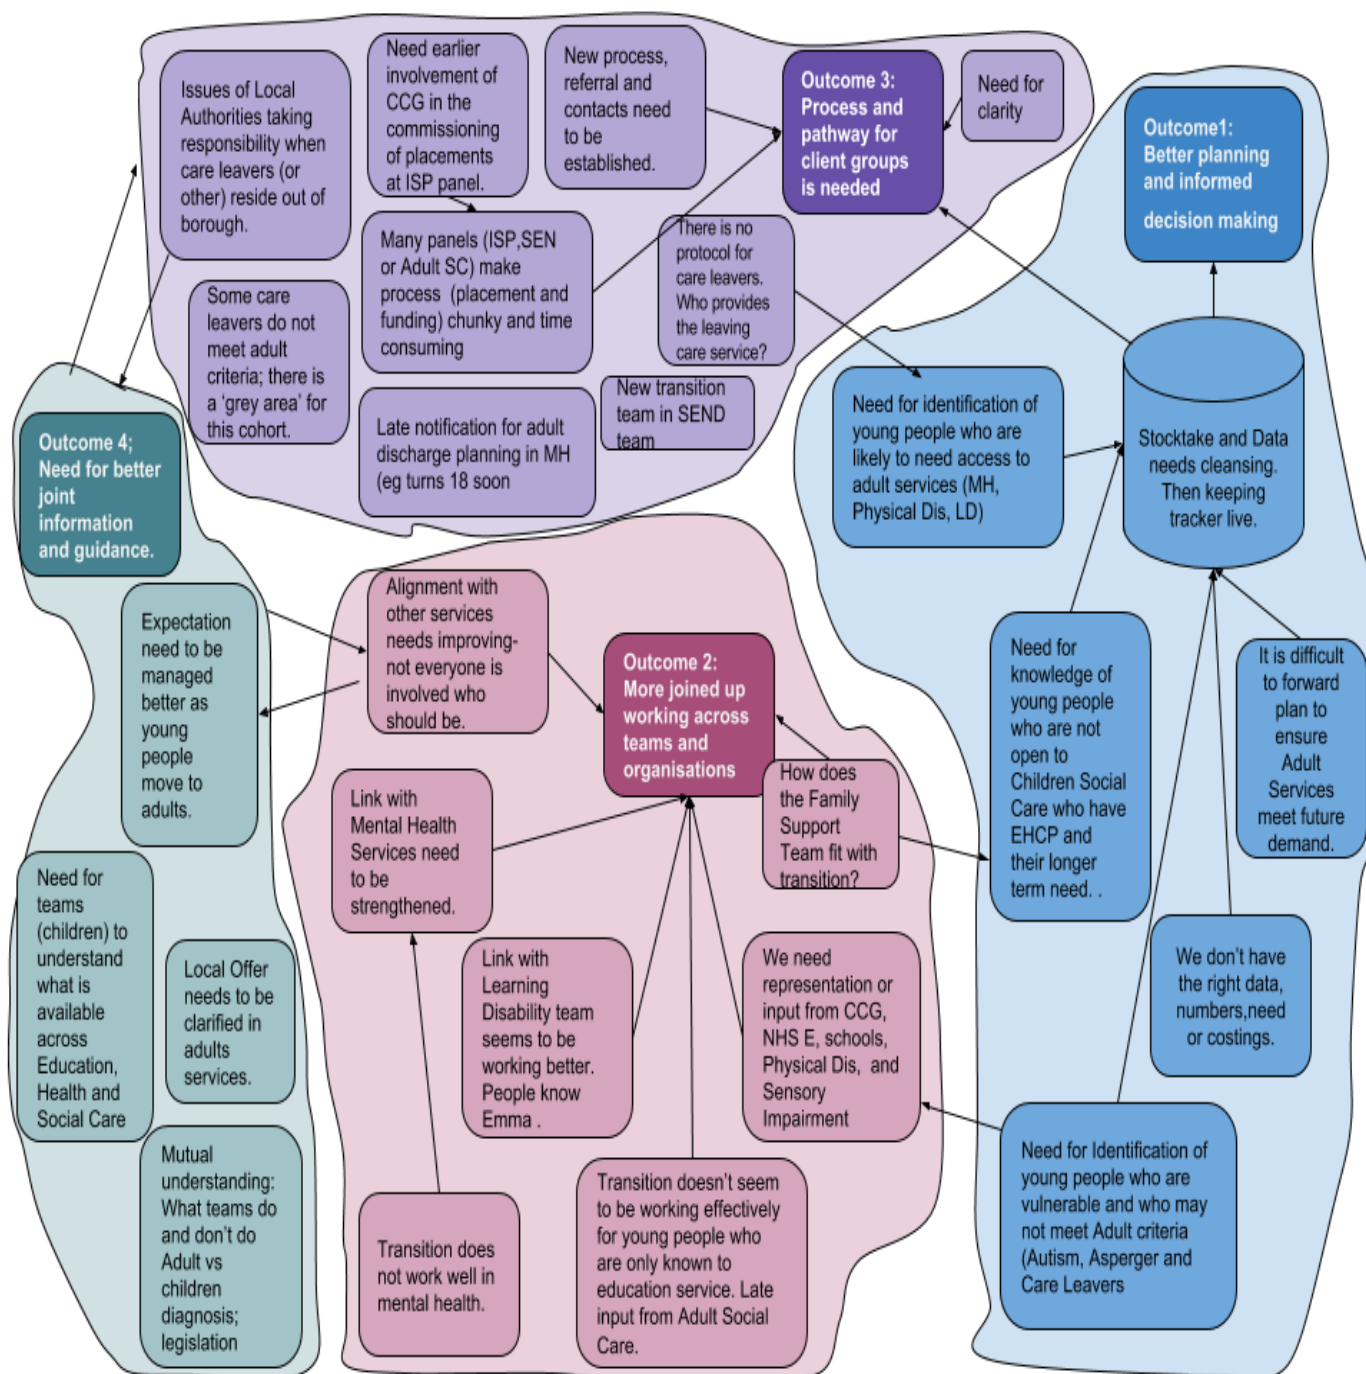 Issues of Local
Authorities taking
responsibility when
care leavers (or
other) reside out of
borough.
Need earlier
involvement of
CCG in the
commissioning
of placements
at ISP panel.
New process,
referral and
contacts need
to be
established.
Outcome 3:
Process and
pathway for
client groups
is needed
Need for
clarity
Many panels (ISP,SEN
or Adult SC) make
process (placement and
funding) chunky and time
consuming
There is no
protocol for
care leavers.
Who provides
the leaving
care service?
Some care
leavers do not
meet adult
criteria; there is
a ‘grey area’ for
this cohort.
Late notification for adult
discharge planning in MH
(eg turns 18 soon
New transition
team in SEND
team
Outcome1:
Better planning
and informed
decision making
Stocktake and Data
needs cleansing.
Then keeping
tracker live.
Need for identification of
young people who are
likely to need access to
adult services (MH,
Physical Dis, LD)
Need for
knowledge of
young people
who are not
open to
Children Social
Care who have
EHCP and
their longer
term need. .
It is difficult
to forward
plan to
ensure
Adult
Services
meet future
demand.
We don’t have
the right data,
numbers,need
or costings.
Need for Identification of
young people who are
vulnerable and who may
not meet Adult criteria
(Autism, Asperger and
Care Leavers
Outcome 4;
Need for better
joint
information
and guidance.
Expectation
need to be
managed
better as
young
people
move to
adults.
Need for
teams
(children) to
understand
what is
available
across
Education,
Health and
Social Care
Local Offer
needs to be
clarified in
adults
services.
Mutual
understanding:
What teams do
and don’t do
Adult vs
children
diagnosis;
legislation
Alignment with
other services
needs improving-
not everyone is
involved who
should be.
Outcome 2:
More joined up
working across
teams and
organisations
Link with
Mental Health
Services need
to be
strengthened.
How does
the Family
Support
Team fit with
transition?
Link with
Learning
Disability team
seems to be
working better.
People know
Emma .
We need
representation or
input from CCG,
NHS E, schools,
Physical Dis,  and
Sensory
Impairment
Transition does
not work well in
mental health.
Transition doesn’t seem
to be working effectively
for young people who
are only known to
education service. Late
input from Adult Social
Care.